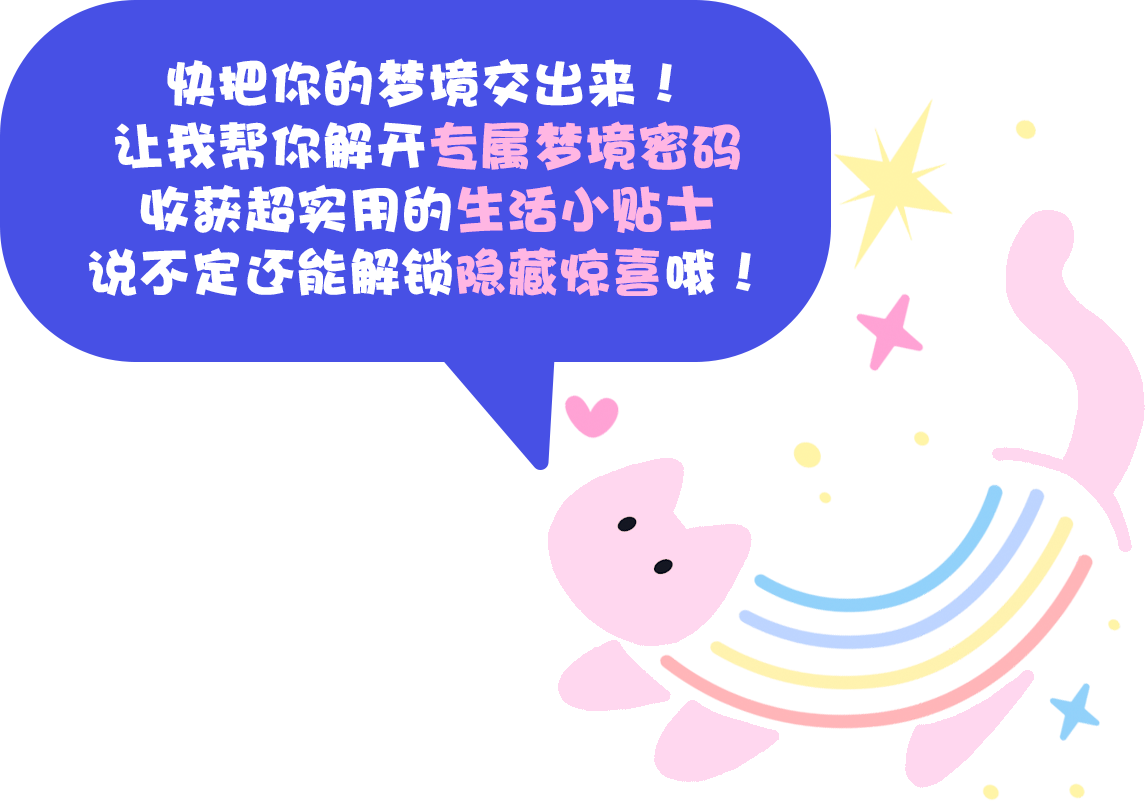 快把你的梦境交出来！
让我帮你解开专属梦境密码
收获超实用的生活小贴士
说不定还能解锁隐藏惊喜哦！